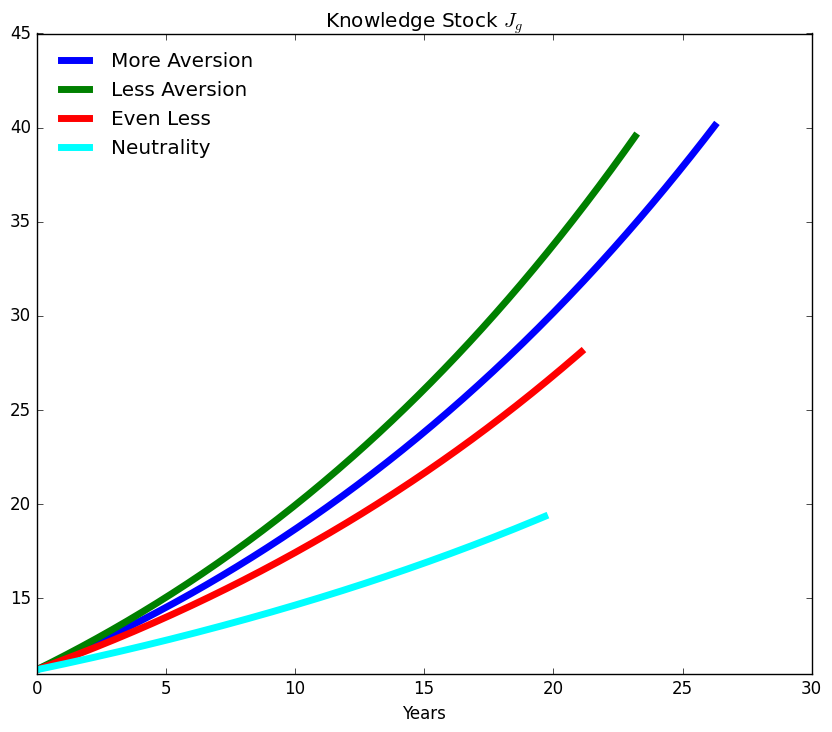 Knowledge Stock J_g
45
More Aversion
Less Aversion
Even Less
Neutrality
40
35
30
25
20
15
0 5 10 15 20 25 30
Years